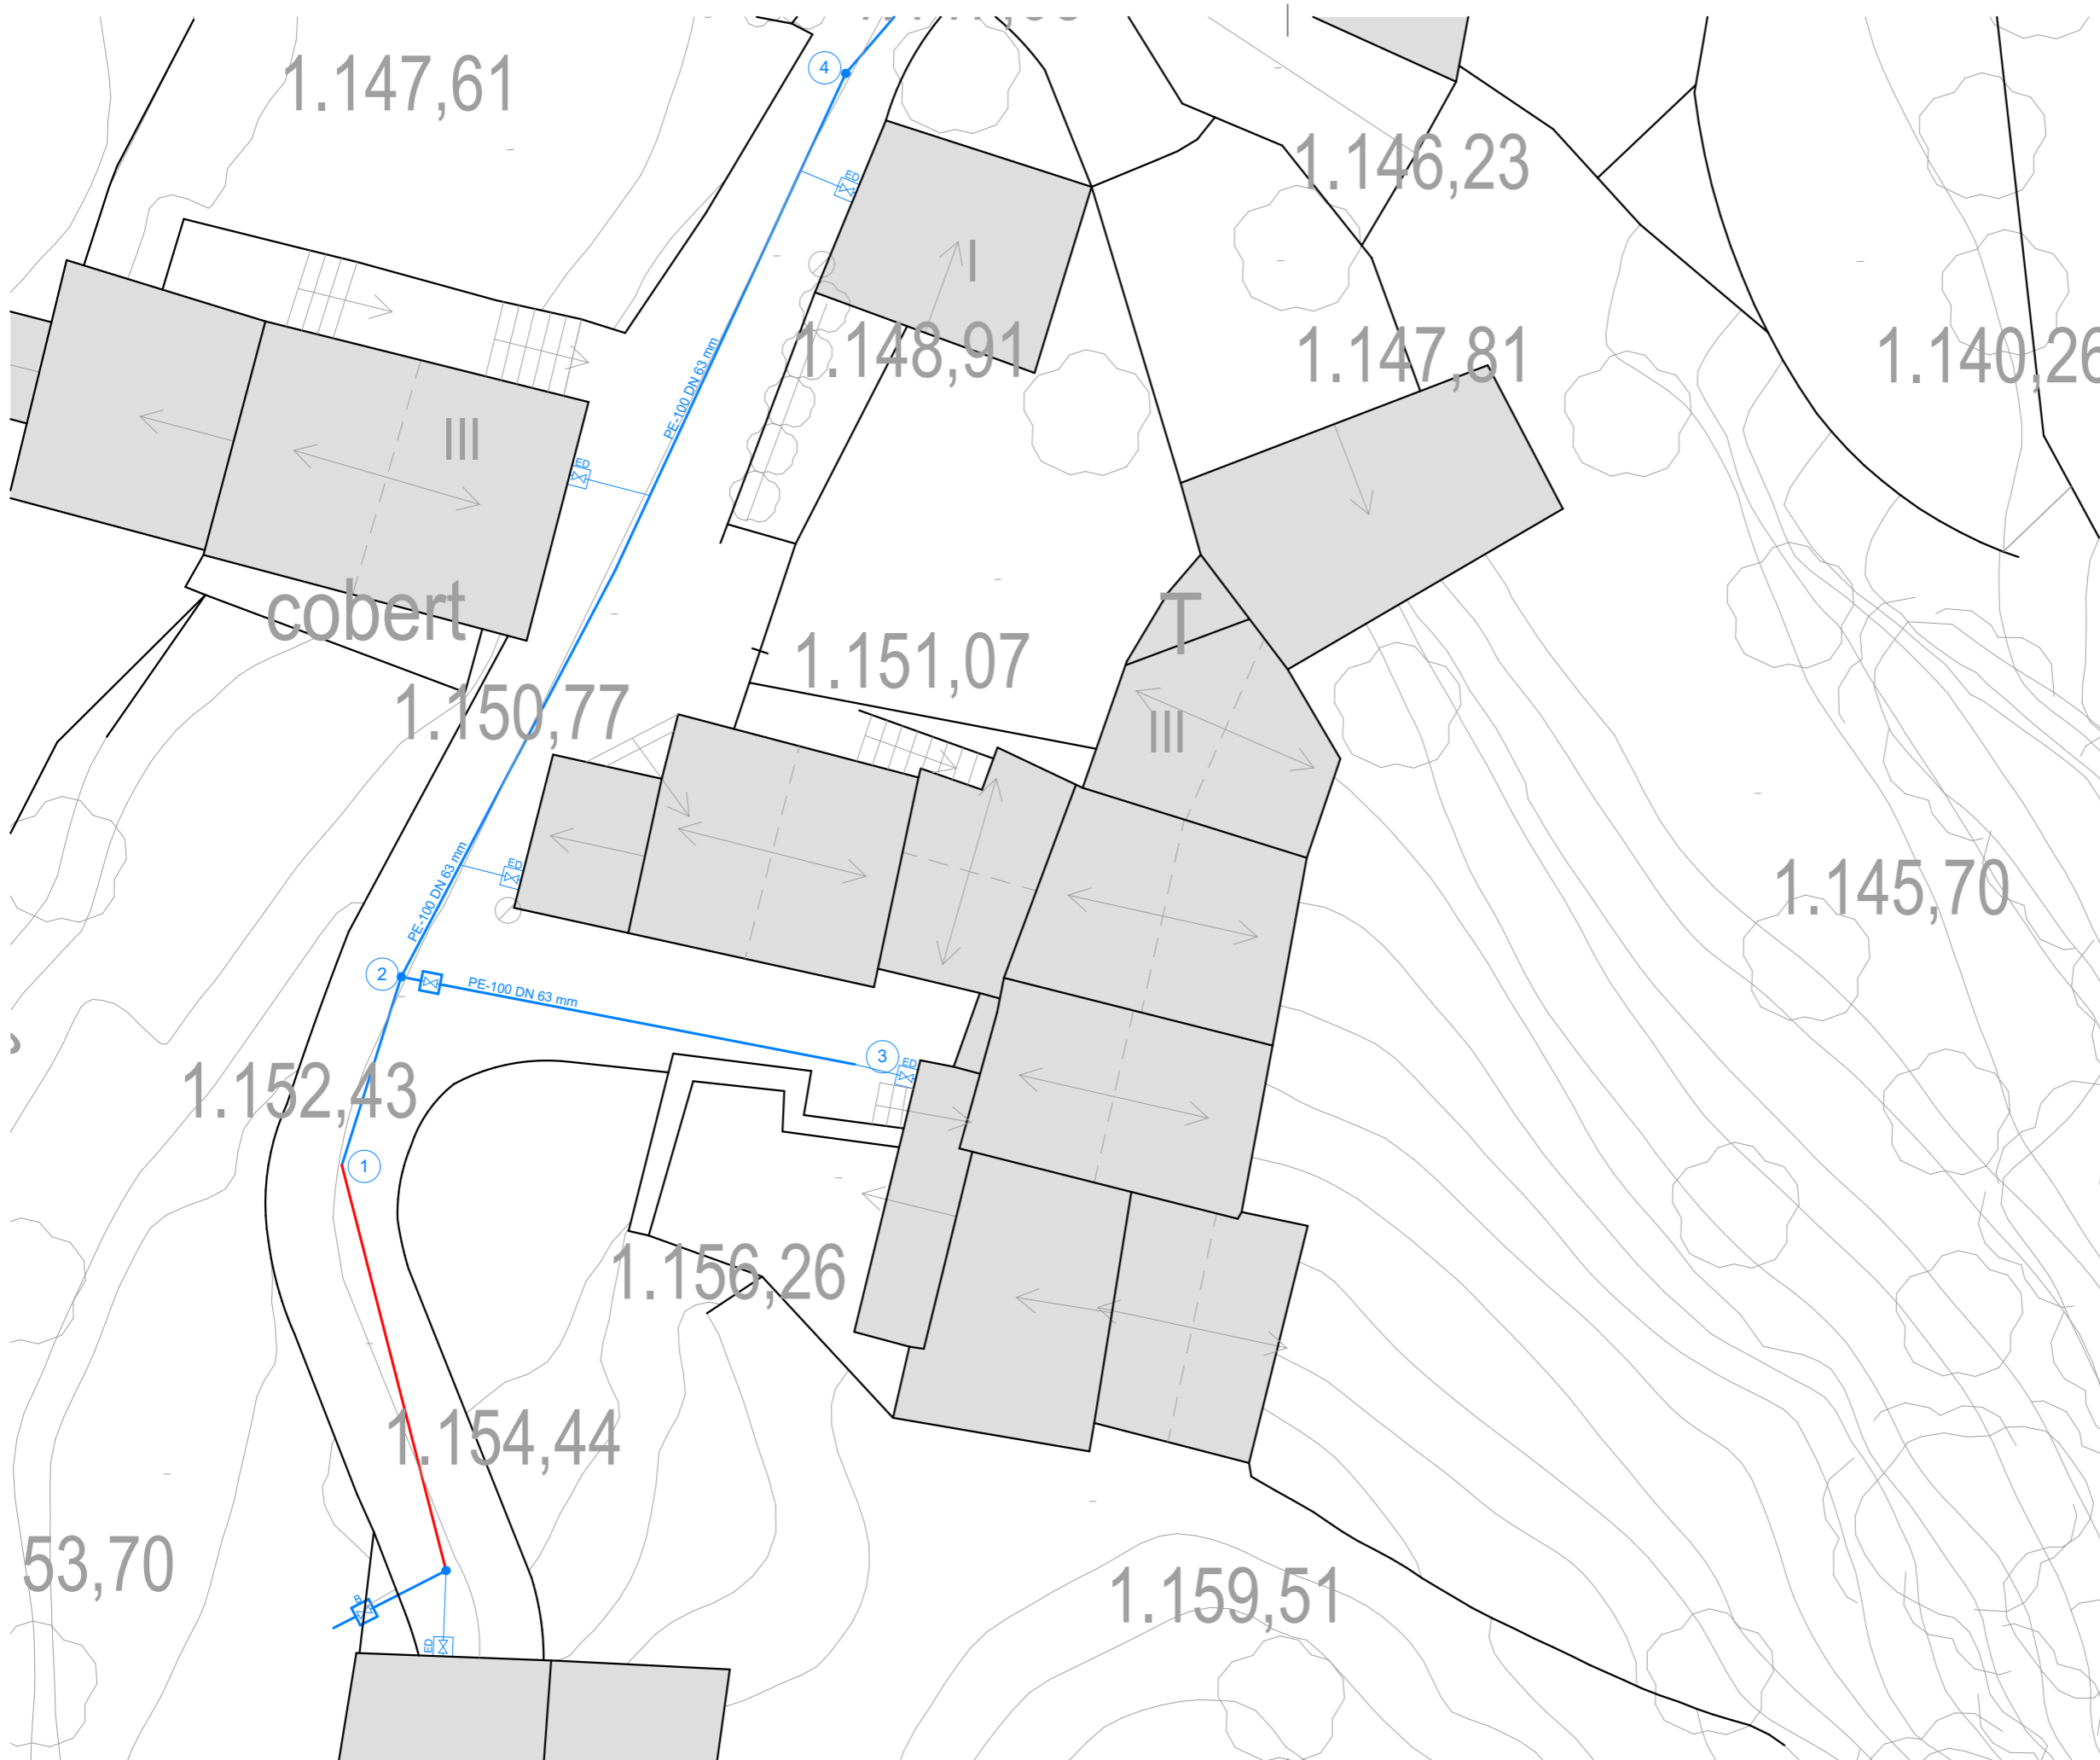 1.147,61
4
ED
1.146,23
I
1.148,91
1.147,81
1.140,26
PE-100 DN 63 mm
III
ED
cobert
T
1.151,07
1.150,77
III
ED
PE-100 DN 63 mm
1.145,70
2
PE-100 DN 63 mm
3
ED
1.152,43
1
1.156,26
1.154,44
53,70
1.159,51
ED